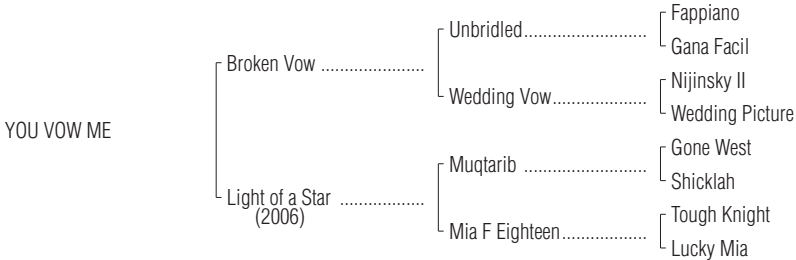 Fappiano
Unbridled........................
Gana Facil
Broken Vow ......................
Nijinsky II
Wedding Vow....................
Wedding Picture
YOU VOW ME
Gone West
Muqtarib ..........................
Shicklah
Light of a Star ..................
(2006)
Tough Knight
Mia F Eighteen..................
Lucky Mia